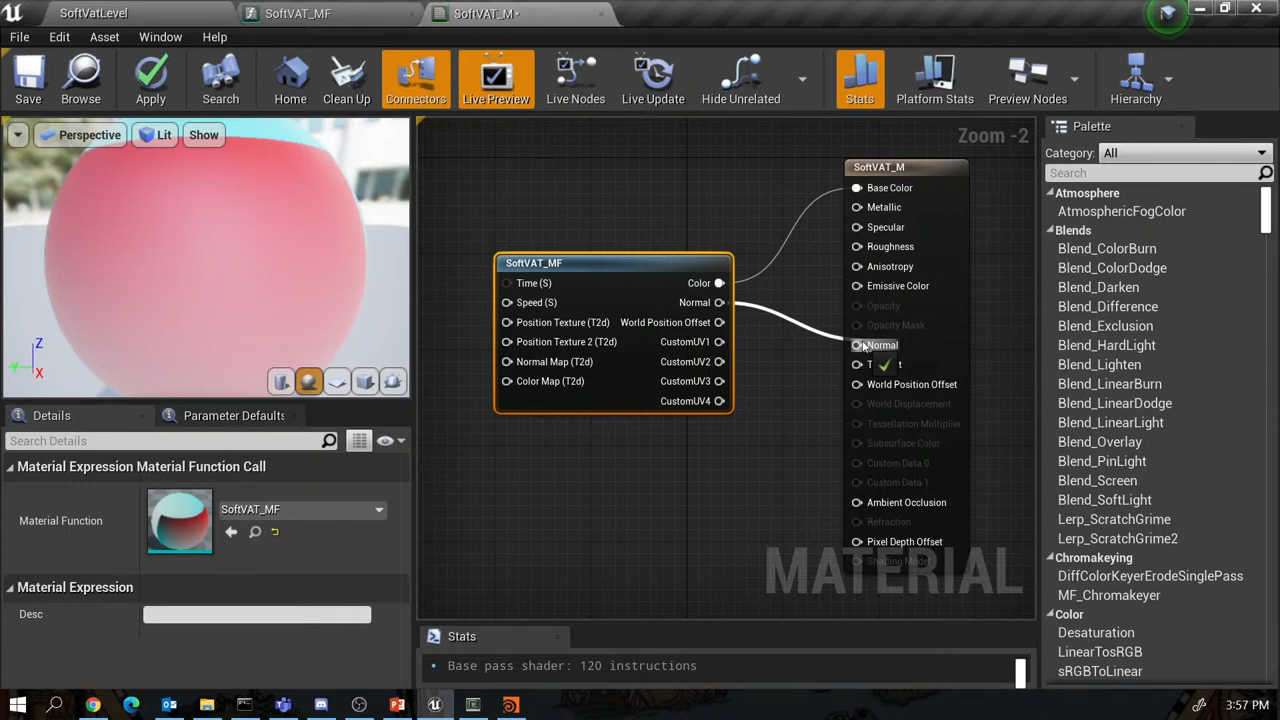 SoftVatLevel
SoftVAT_MF
SoftVAT_M•
File Edit Asset Window Help
Save
Browse
Apply
Search
Home
Clean Up
Connectors
Live Preview
Live Nodes
Live Update
Hide Unrelated
Stats
Platform Stats
Preview Nodes
Hierarchy
Perspective
Lit
Show
Z
Y
X
Zoom -2
SoftVAT_MF
Time (S)
Speed (S)
Position Texture (T2d)
Position Texture 2 (T2d)
Normal Map (T2d)
Color Map (T2d)
Color
Normal
World Position Offset
CustomUV1
CustomUV2
CustomUV3
CustomUV4
SoftVAT_M
Base Color
Metallic
Specular
Roughness
Anisotropy
Emissive Color
Opacity
Opacity Mask
Normal
World Position Offset
World Displacement
Tessellation Multiplier
Subsurface Color
Custom Data 0
Custom Data 1
Ambient Occlusion
Refraction
Pixel Depth Offset
Shading Model
MATERIAL
Details
Parameter Defaults
Search Details
Material Expression Material Function Call
Material Function
SoftVAT_MF
Material Expression
Desc
Stats
• Base pass shader: 120 instructions
Palette
Category: All
Search
Atmosphere
AtmosphericFogColor
Blends
Blend_ColorBurn
Blend_ColorDodge
Blend_Darken
Blend_Difference
Blend_Exclusion
Blend_HardLight
Blend_Lighten
Blend_LinearBurn
Blend_LinearDodge
Blend_LinearLight
Blend_Overlay
Blend_PinLight
Blend_Screen
Blend_SoftLight
Lerp_ScratchGrime
Lerp_ScratchGrime2
Chromakeying
DiffColorKeyerErodeSinglePass
MF_Chromakeyer
Color
Desaturation
LinearTosRGB
sRGBToLinear
3:57 PM